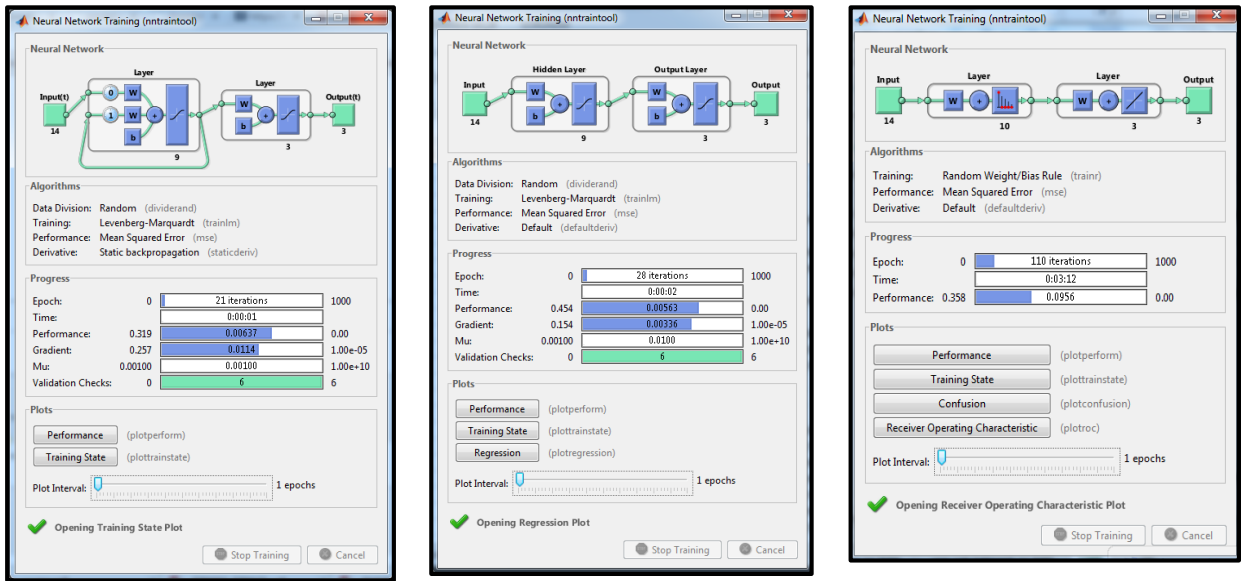 Neural Network Training (nntraintool)
Neural Network
Layer
Layer
Input(t)
0 W
Output(t)
1 W
+
W
+
b
b
14
9
3
3
Algorithms
Data Division: Random (dividerand)
Training: Levenberg-Marquardt (trainlm)
Performance: Mean Squared Error (mse)
Derivative: Static backpropagation (staticderiv)
Progress
Epoch: 0 21 iterations 1000
Time: 0:00:01
Performance: 0.319 0.00637 0.00
Gradient: 0.257 0.0114 1.00e-05
Mu: 0.00100 0.00100 1.00e+10
Validation Checks: 0 6 6
Plots
Performance (plotperform)
Training State (plottrainstate)
Plot Interval: 1 epochs
Opening Training State Plot
Stop Training Cancel
Neural Network Training (nntraintool)
Neural Network
Hidden Layer Output Layer
Input Output
W + b W + b
14 9 3 3
Algorithms
Data Division: Random (dividerand)
Training: Levenberg-Marquardt (trainlm)
Performance: Mean Squared Error (mse)
Derivative: Default (defaultderiv)
Progress
Epoch: 0 28 iterations 1000
Time: 0:00:02
Performance: 0.454 0.00563 0.00
Gradient: 0.154 0.00336 1.00e-05
Mu: 0.00100 0.0100 1.00e+10
Validation Checks: 0 6 6
Plots
Performance (plotperform)
Training State (plottrainstate)
Regression (plotregression)
Plot Interval: 1 epochs
Opening Regression Plot
Stop Training Cancel
Neural Network Training (nntraintool)
Neural Network
Input Layer Layer Output
W + W +
14 10 3 3
Algorithms
Training: Random Weight/Bias Rule (trainr)
Performance: Mean Squared Error (mse)
Derivative: Default (defaultderiv)
Progress
Epoch: 0 110 iterations 1000
Time: 0:03:12
Performance: 0.358 0.0956 0.00
Plots
Performance (plotperform)
Training State (plottrainstate)
Confusion (plotconfusion)
Receiver Operating Characteristic (plotroc)
Plot Interval: 1 epochs
Opening Receiver Operating Characteristic Plot
Stop Training Cancel